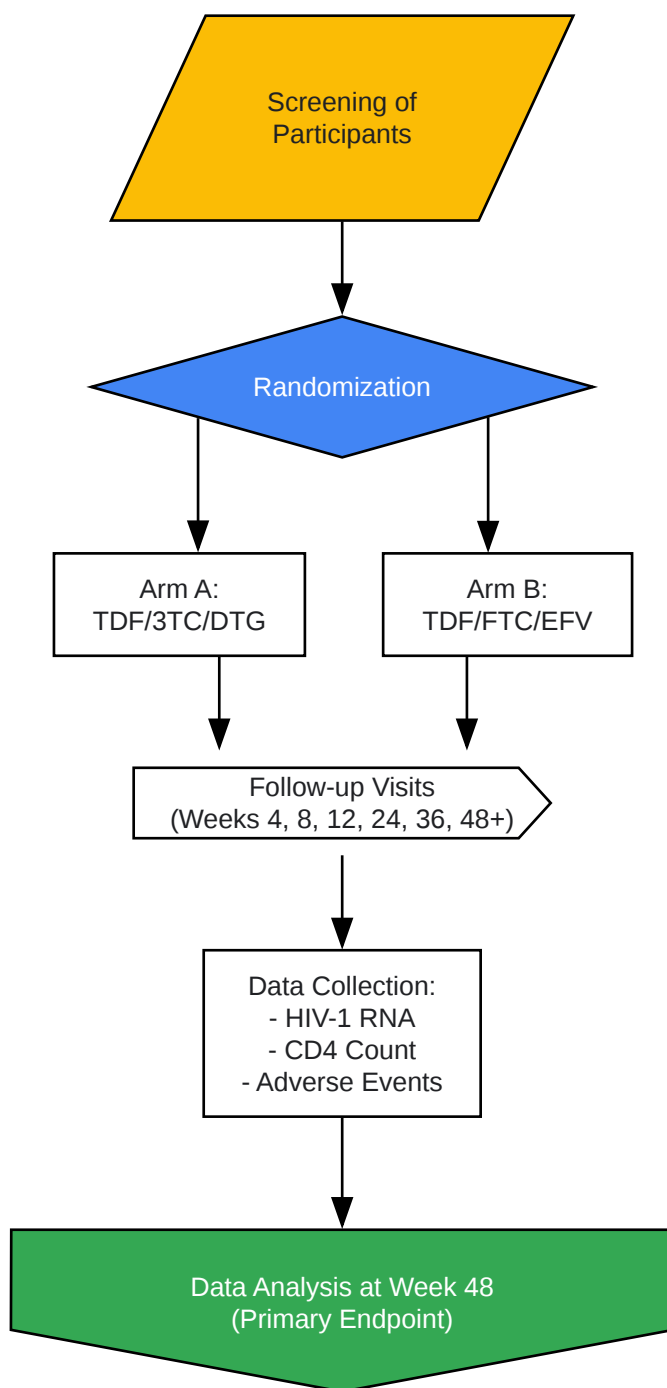 Screening of
Participants
Randomization
Arm A:
TDF/3TC/DTG
Arm B:
TDF/FTC/EFV
Follow-up Visits
(Weeks 4, 8, 12, 24, 36, 48+)
Data Collection:
- HIV-1 RNA
- CD4 Count
- Adverse Events
Data Analysis at Week 48
(Primary Endpoint)